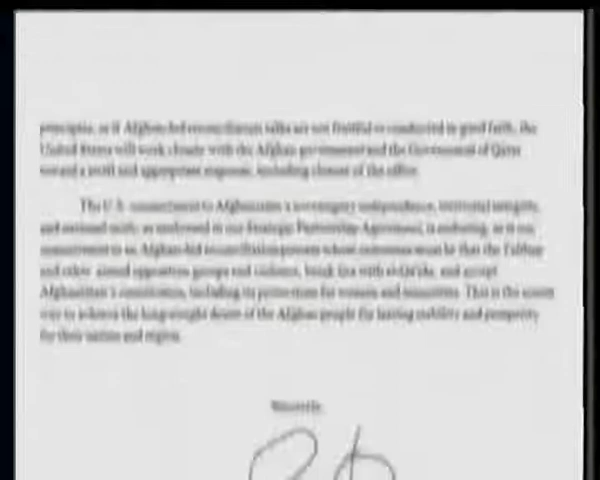 principles, or if Afghan-led reconciliation talks are not fruitful or conducted in good faith, the
United States will work closely with the Afghan government and the Government of Qatar
toward a swift and appropriate response, including closure of the office.
The U.S. commitment to Afghanistan's sovereignty independence, territorial integrity,
and national unity, as enshrined in our Strategic Partnership Agreement, is enduring, as is our
commitment to an Afghan-led reconciliation process whose outcomes must be that the Taliban
and other armed opposition groups end violence, break ties with al-Qa'ida, and accept
Afghanistan's constitution, including its protections for women and minorities. This is the surest
way to achieve the long-sought desire of the Afghan people for lasting stability and prosperity
for their nation and region.
Sincerely,